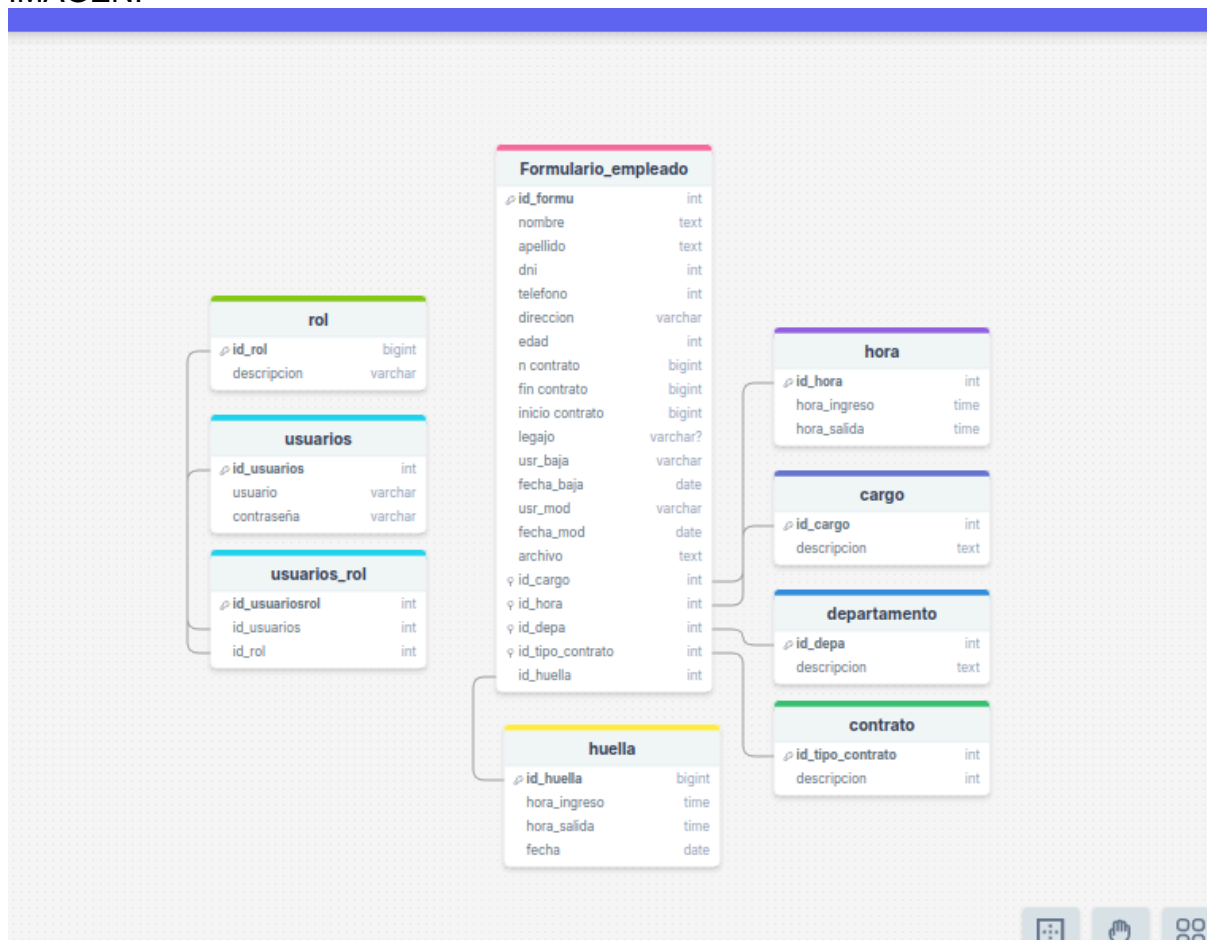 IMAGEN:
Formulario_empleado
id_formu int
nombre text
apellido text
dni int
telefono int
direccion varchar
edad int
n contrato bigint
fin contrato bigint
inicio contrato bigint
legajo varchar?
usr_baja varchar
fecha_baja date
usr_mod varchar
fecha_mod date
archivo text
id_cargo int
id_hora int
id_depa int
id_tipo_contrato int
id_huella int
rol
id_rol bigint
descripcion varchar
usuarios
id_usuarios int
usuario varchar
contraseña varchar
usuarios_rol
id_usuariosrol int
id_usuarios int
id_rol int
hora
id_hora int
hora_ingreso time
hora_salida time
cargo
id_cargo int
descripcion text
departamento
id_depa int
descripcion text
contrato
id_tipo_contrato int
descripcion int
huella
id_huella bigint
hora_ingreso time
hora_salida time
fecha date